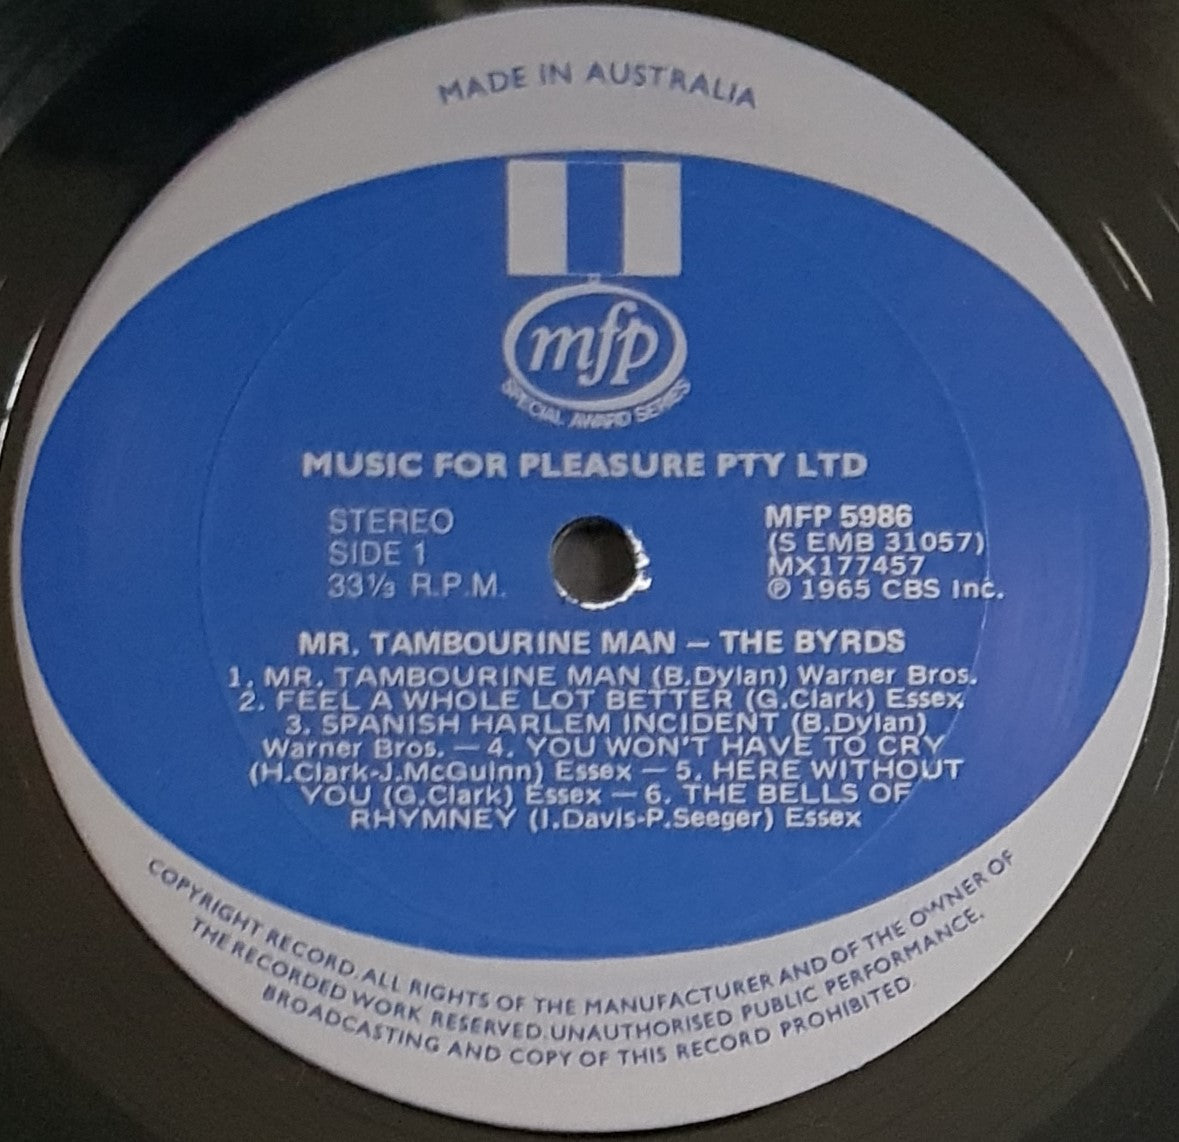 MADE IN AUSTRALIA
mfp
SPECIAL AWARD SERIES
MUSIC FOR PLEASURE PTY LTD
STEREO
SIDE 1
33⅓ R.P.M.
MFP 5986
(S EMB 31057)
MX177457
℗ 1965 CBS Inc.
MR. TAMBOURINE MAN – THE BYRDS
1. MR. TAMBOURINE MAN (B.Dylan) Warner Bros.
2. FEEL A WHOLE LOT BETTER (G.Clark) Essex
3. SPANISH HARLEM INCIDENT (B.Dylan)
Warner Bros. — 4. YOU WON'T HAVE TO CRY
(H.Clark-J.McGuinn) Essex — 5. HERE WITHOUT
YOU (G.Clark) Essex — 6. THE BELLS OF
RHYMNEY (I.Davis-P.Seeger) Essex
COPYRIGHT RECORD. ALL RIGHTS OF THE MANUFACTURER AND OF THE OWNER OF
THE RECORDED WORK RESERVED. UNAUTHORISED PUBLIC PERFORMANCE,
BROADCASTING AND COPY OF THIS RECORD PROHIBITED.